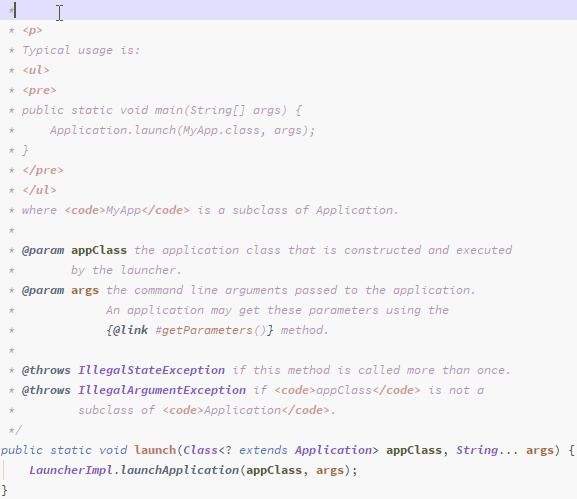 *
* <p>
* Typical usage is:
* <ul>
* <pre>
* public static void main(String[] args) {
*     Application.launch(MyApp.class, args);
* }
* </pre>
* </ul>
* where <code>MyApp</code> is a subclass of Application.
*
* @param appClass the application class that is constructed and executed
*        by the launcher.
* @param args the command line arguments passed to the application.
*             An application may get these parameters using the
*             {@link #getParameters()} method.
*
* @throws IllegalStateException if this method is called more than once.
* @throws IllegalArgumentException if <code>appClass</code> is not a
*         subclass of <code>Application</code>.
*/
public static void launch(Class<? extends Application> appClass, String... args) {
    LauncherImpl.launchApplication(appClass, args);
}